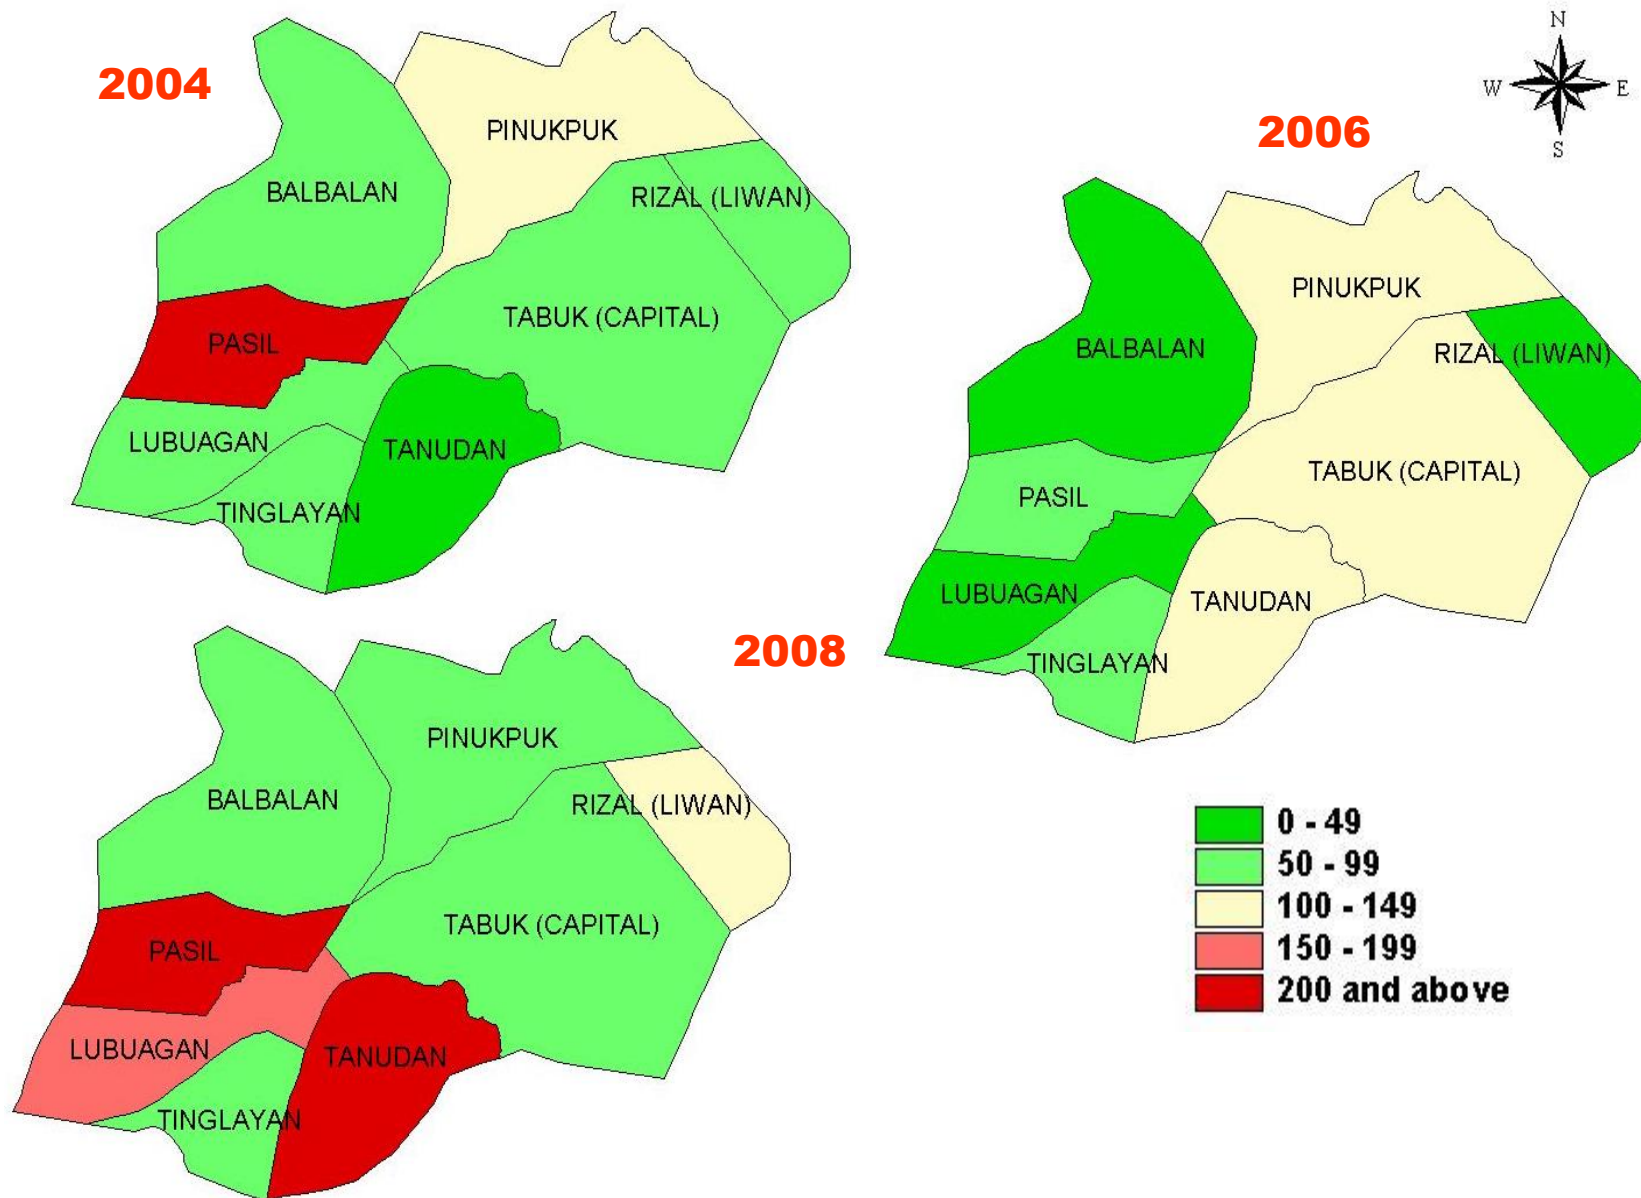 2004
BALBALAN
PINUKPUK
RIZAL (LIWAN)
TABUK (CAPITAL)
PASIL
LUBUAGAN
TANUDAN
TINGLAYAN
N
W E
S
2006
PINUKPUK
BALBALAN
RIZAL (LIWAN)
TABUK (CAPITAL)
PASIL
LUBUAGAN
TANUDAN
TINGLAYAN
2008
PINUKPUK
BALBALAN
RIZAL (LIWAN)
TABUK (CAPITAL)
PASIL
LUBUAGAN
TANUDAN
TINGLAYAN
0 - 49
50 - 99
100 - 149
150 - 199
200 and above